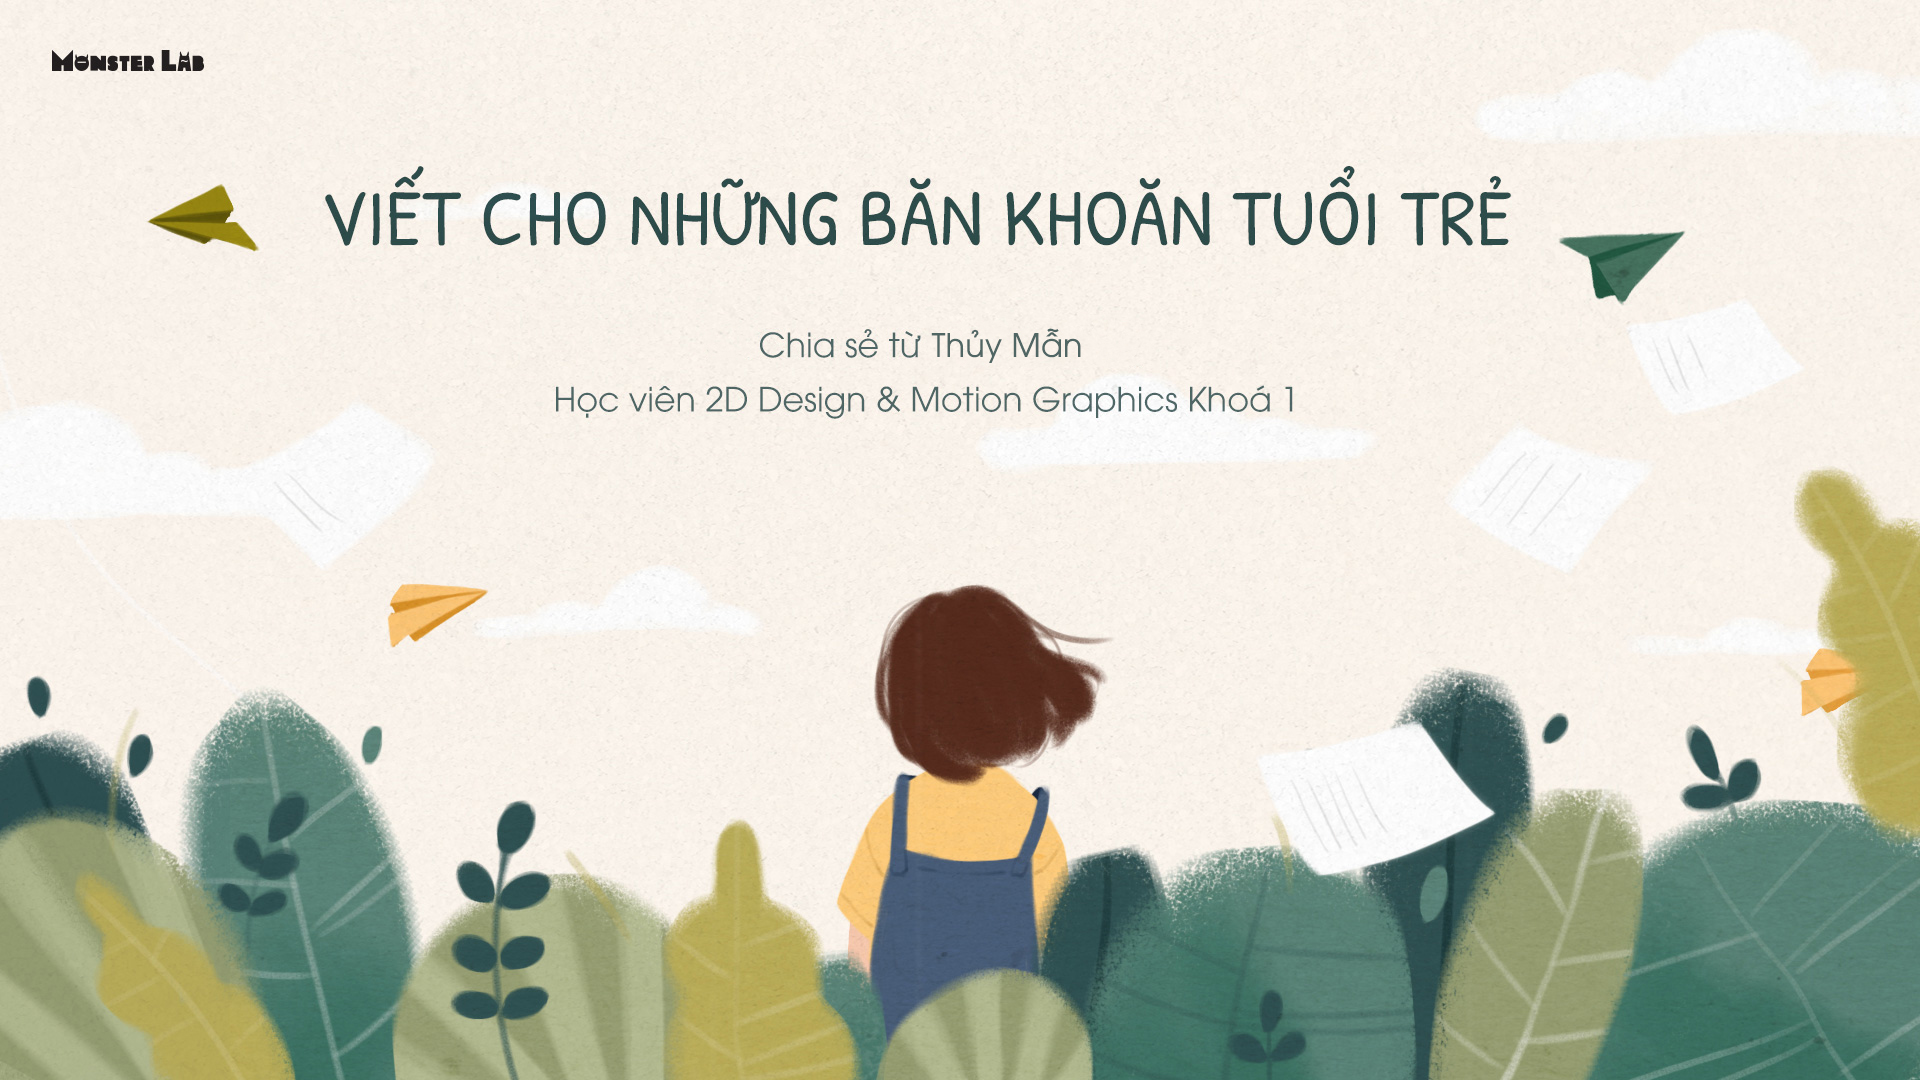 MONSTER LAB
VIẾT CHO NHỮNG BĂN KHOĂN TUỔI TRẺ
Chia sẻ từ Thủy Mẫn
Học viên 2D Design & Motion Graphics Khoá 1